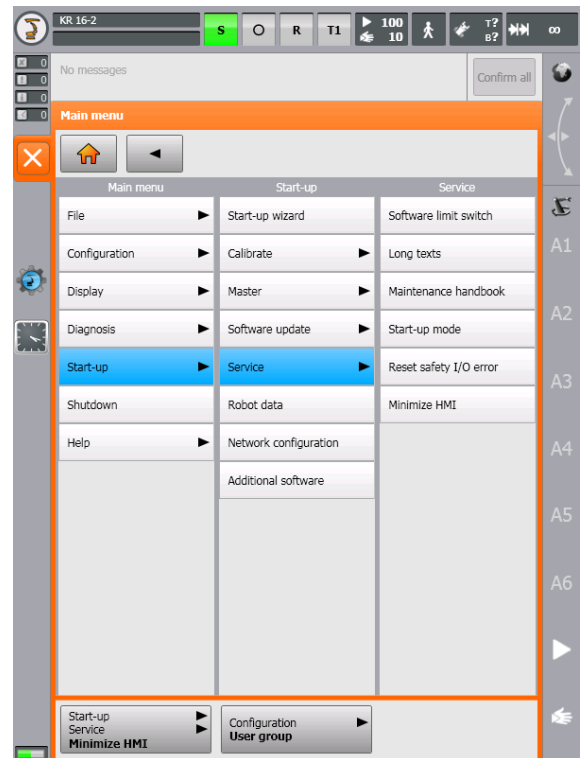 KR 16-2
S O R T1 100 10 T? B? ∞
0
0
0
0
No messages
Confirm all
Main menu
Main menu Start-up Service
File Start-up wizard Software limit switch
Configuration Calibrate Long texts
Display Master Maintenance handbook
Diagnosis Software update Start-up mode
Start-up Service Reset safety I/O error
Shutdown Robot data Minimize HMI
Help Network configuration
Additional software
A1
A2
A3
A4
A5
A6
Start-up
Service
Minimize HMI
Configuration
User group